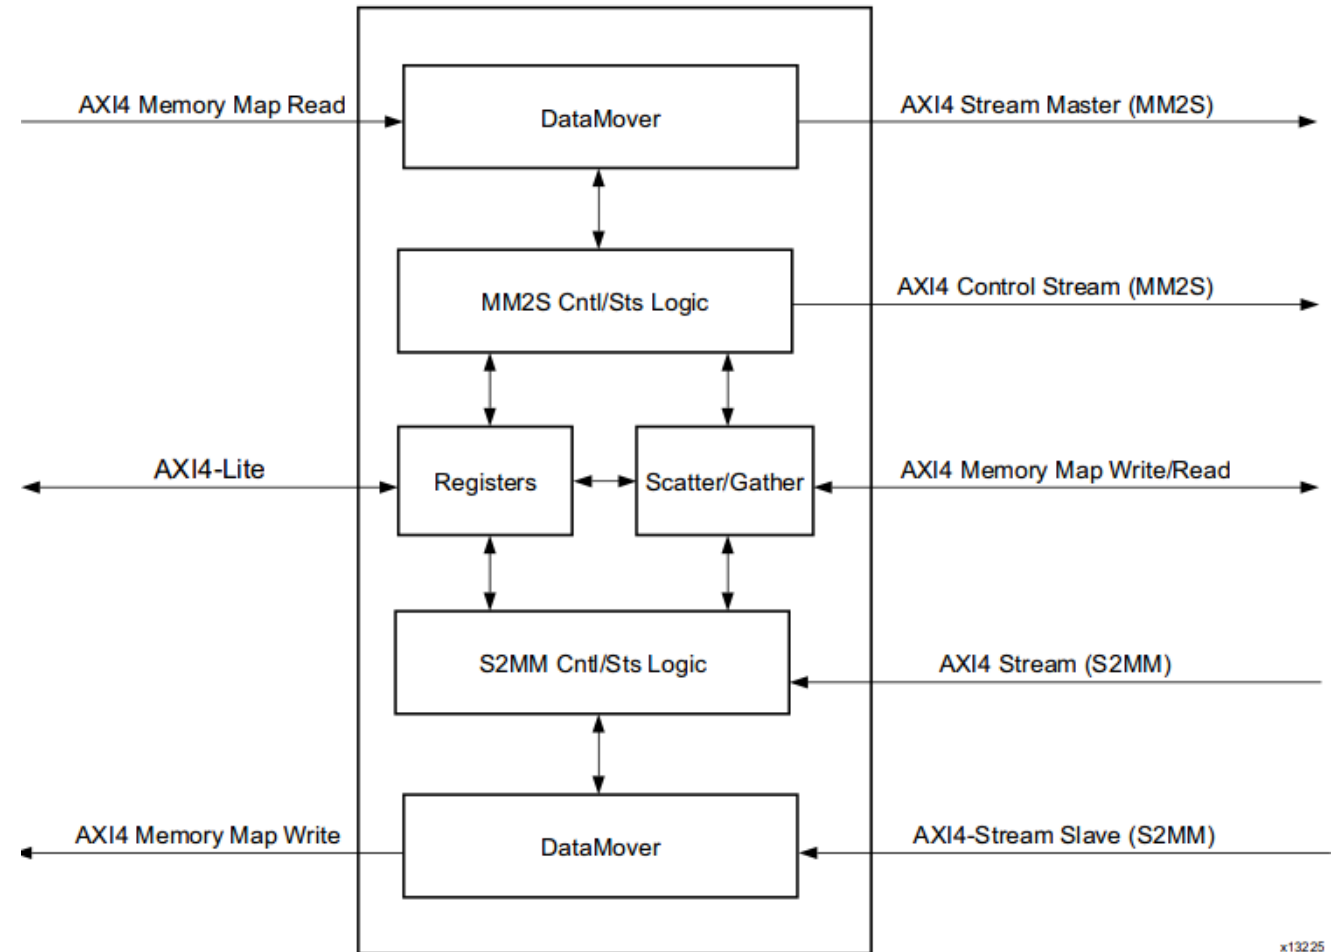 AXI4 Memory Map Read
DataMover
AXI4 Stream Master (MM2S)
MM2S Cntl/Sts Logic
AXI4 Control Stream (MM2S)
AXI4-Lite
Registers
Scatter/Gather
AXI4 Memory Map Write/Read
S2MM Cntl/Sts Logic
AXI4 Stream (S2MM)
AXI4 Memory Map Write
DataMover
AXI4-Stream Slave (S2MM)
x13225